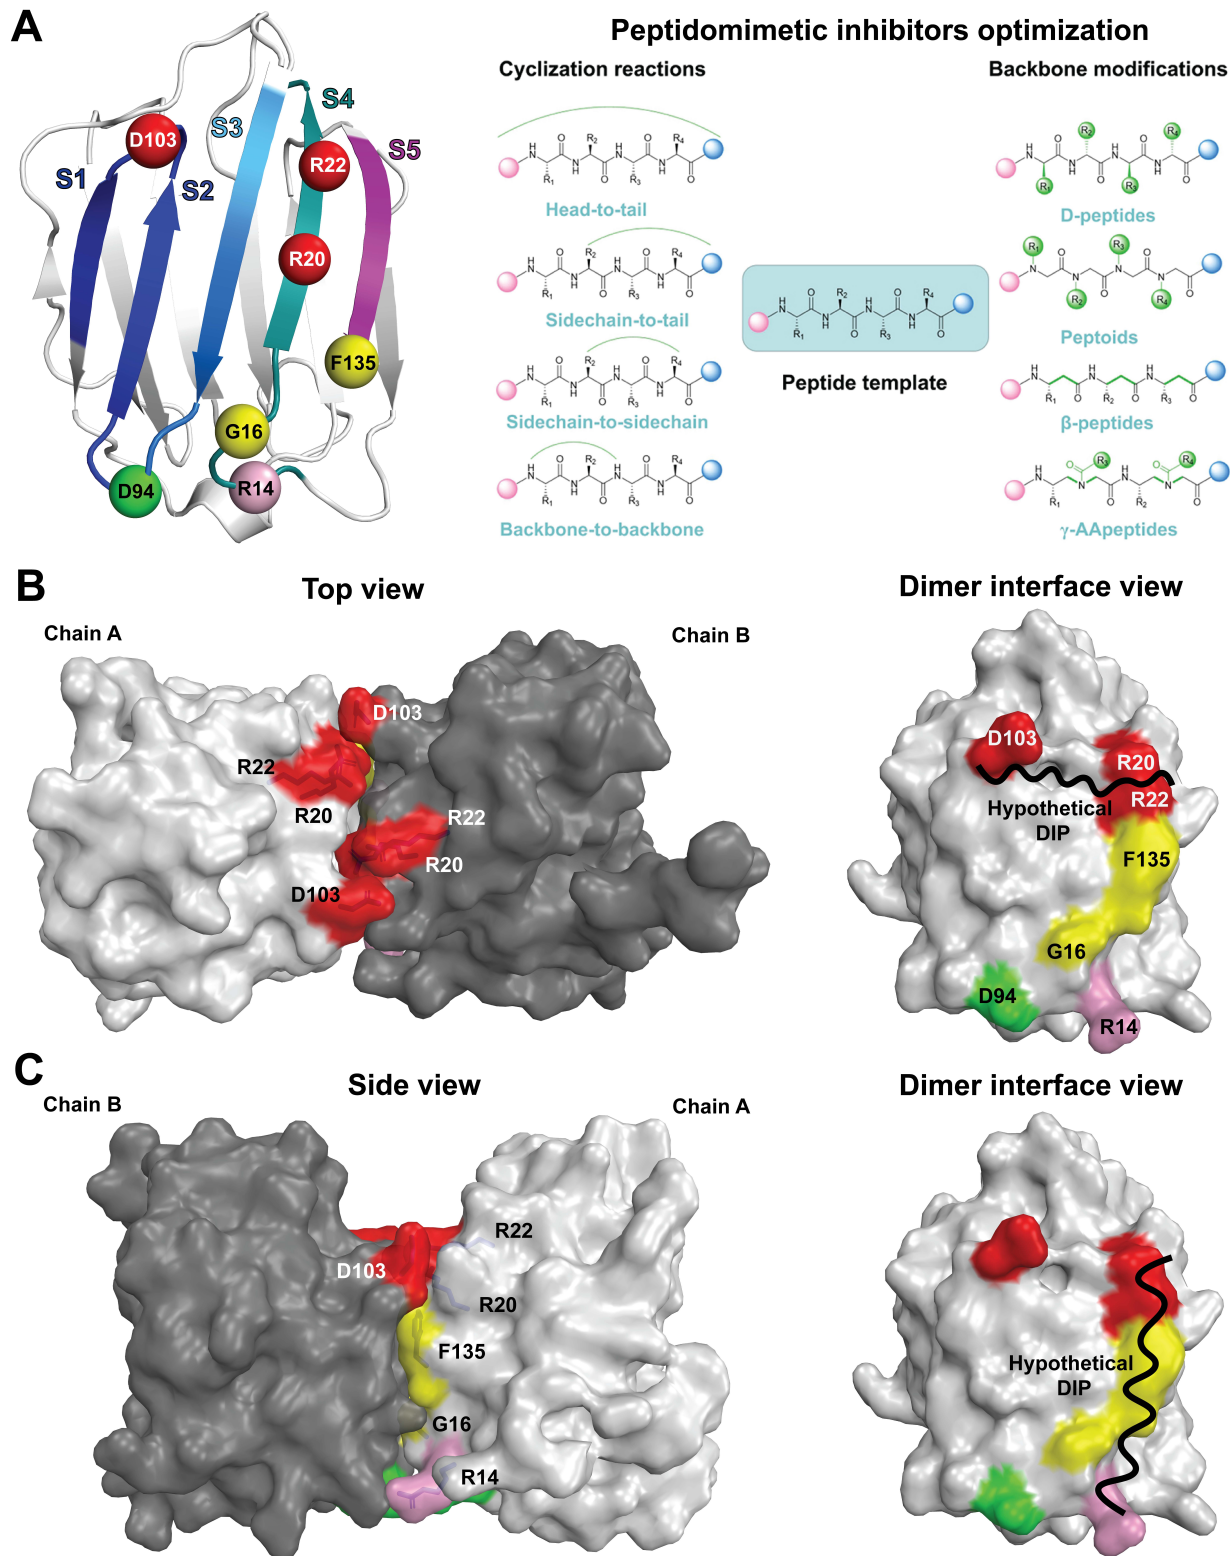 A
S1
S2
S3
S4
S5
D103
R22
R20
F135
G16
D94
R14
Peptidomimetic inhibitors optimization
Cyclization reactions
Backbone modifications
Head-to-tail
Sidechain-to-tail
Sidechain-to-sidechain
Backbone-to-backbone
Peptide template
D-peptides
Peptoids
β-peptides
γ-AApeptides
B
Top view
Dimer interface view
Chain A
Chain B
D103
R22
R20
R22
R20
D103
D103
R20
R22
Hypothetical
DIP
F135
G16
D94
R14
C
Side view
Dimer interface view
Chain B
Chain A
R22
D103
R20
F135
G16
R14
Hypothetical
DIP